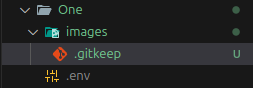 One
images
.gitkeep U
.env